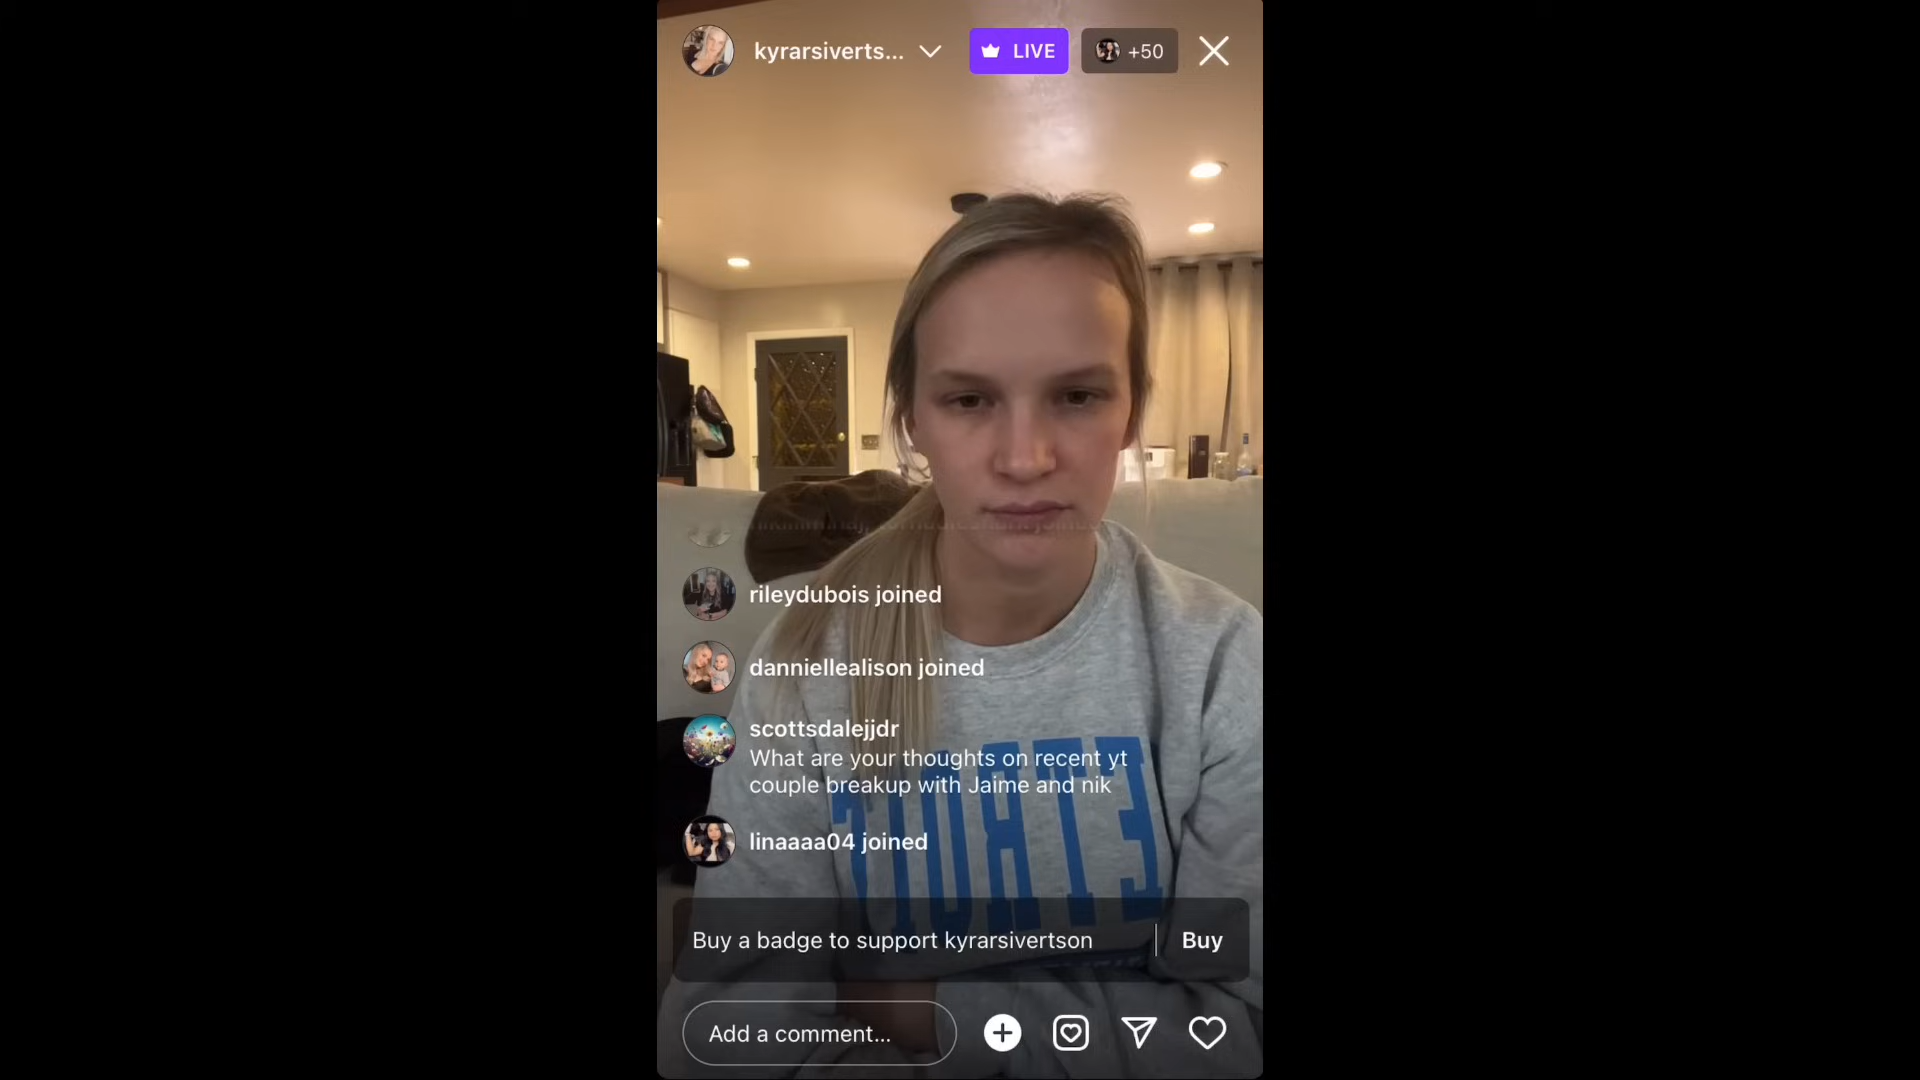 kyrarsiverts...
LIVE
+50
rileydubois joined
danniellealison joined
scottsdalejjdr
What are your thoughts on recent yt
couple breakup with Jaime and nik
linaaaa04 joined
Buy a badge to support kyrarsivertson
Buy
Add a comment...